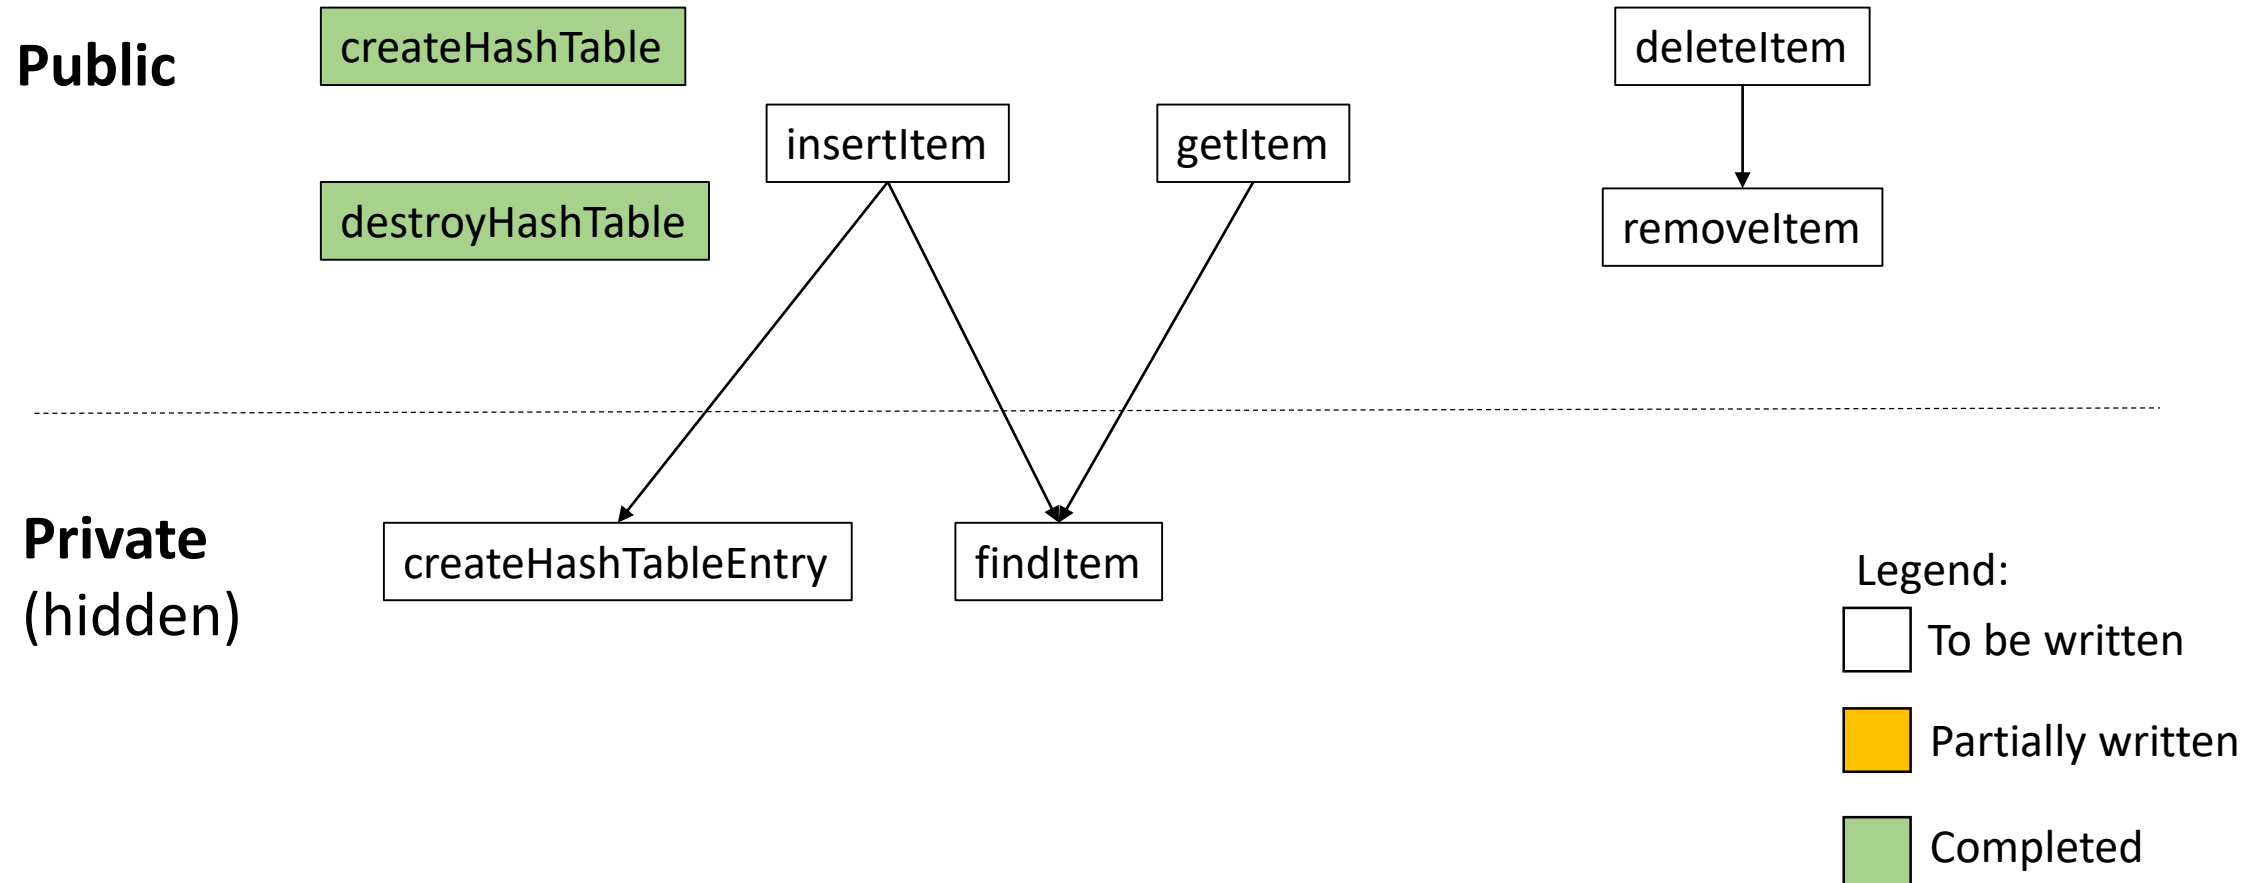 Public
createHashTable
deleteItem
insertItem
getItem
destroyHashTable
removeItem
Private
(hidden)
createHashTableEntry
findItem
Legend:
To be written
Partially written
Completed